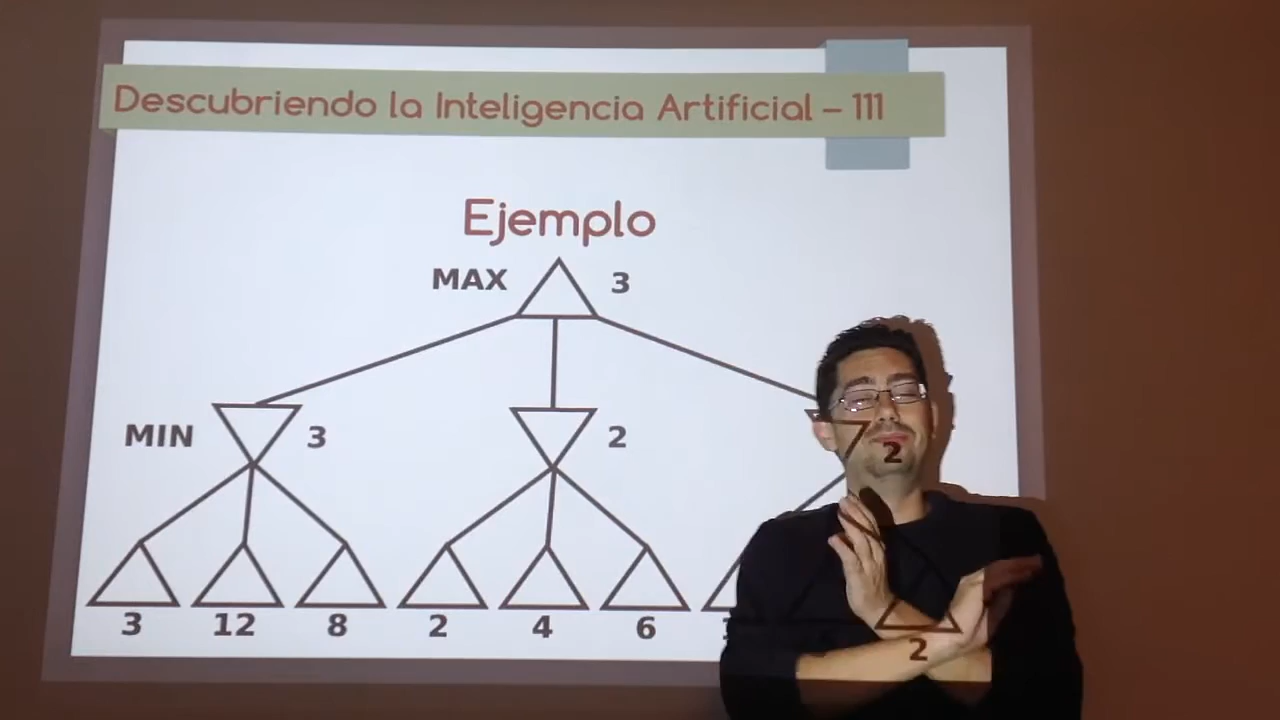 Descubriendo la Inteligencia Artificial – 111
Ejemplo
MAX 3
MIN 3 2 2
3 12 8 2 4 6 2